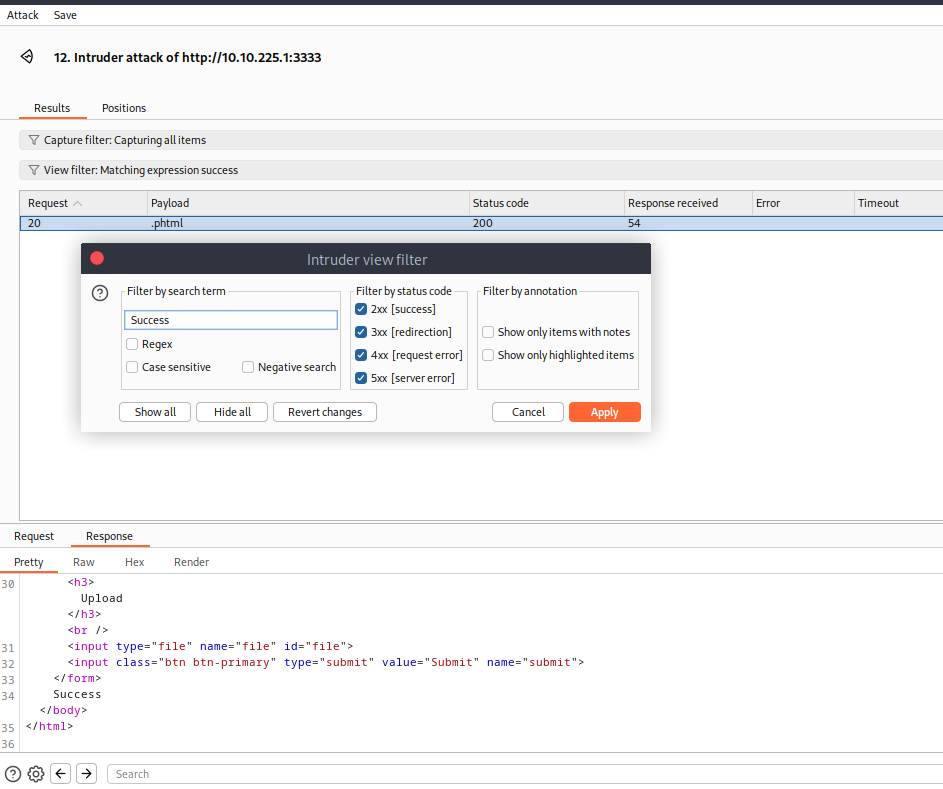 Attack Save
12. Intruder attack of http://10.10.225.1:3333
Results Positions
Capture filter: Capturing all items
View filter: Matching expression success
Request Payload Status code Response received Error Timeout
20 .phtml 200 54
Intruder view filter
? Filter by search term Filter by status code Filter by annotation
Success 2xx [success]
Regex 3xx [redirection] Show only items with notes
Case sensitive Negative search 4xx [request error] Show only highlighted items
5xx [server error]
Show all Hide all Revert changes Cancel Apply
Request Response
Pretty Raw Hex Render
30 <h3>
Upload
</h3>
<br />
31 <input type="file" name="file" id="file">
32 <input class="btn btn-primary" type="submit" value="Submit" name="submit">
33 </form>
34 Success
</body>
35 </html>
36
? Search